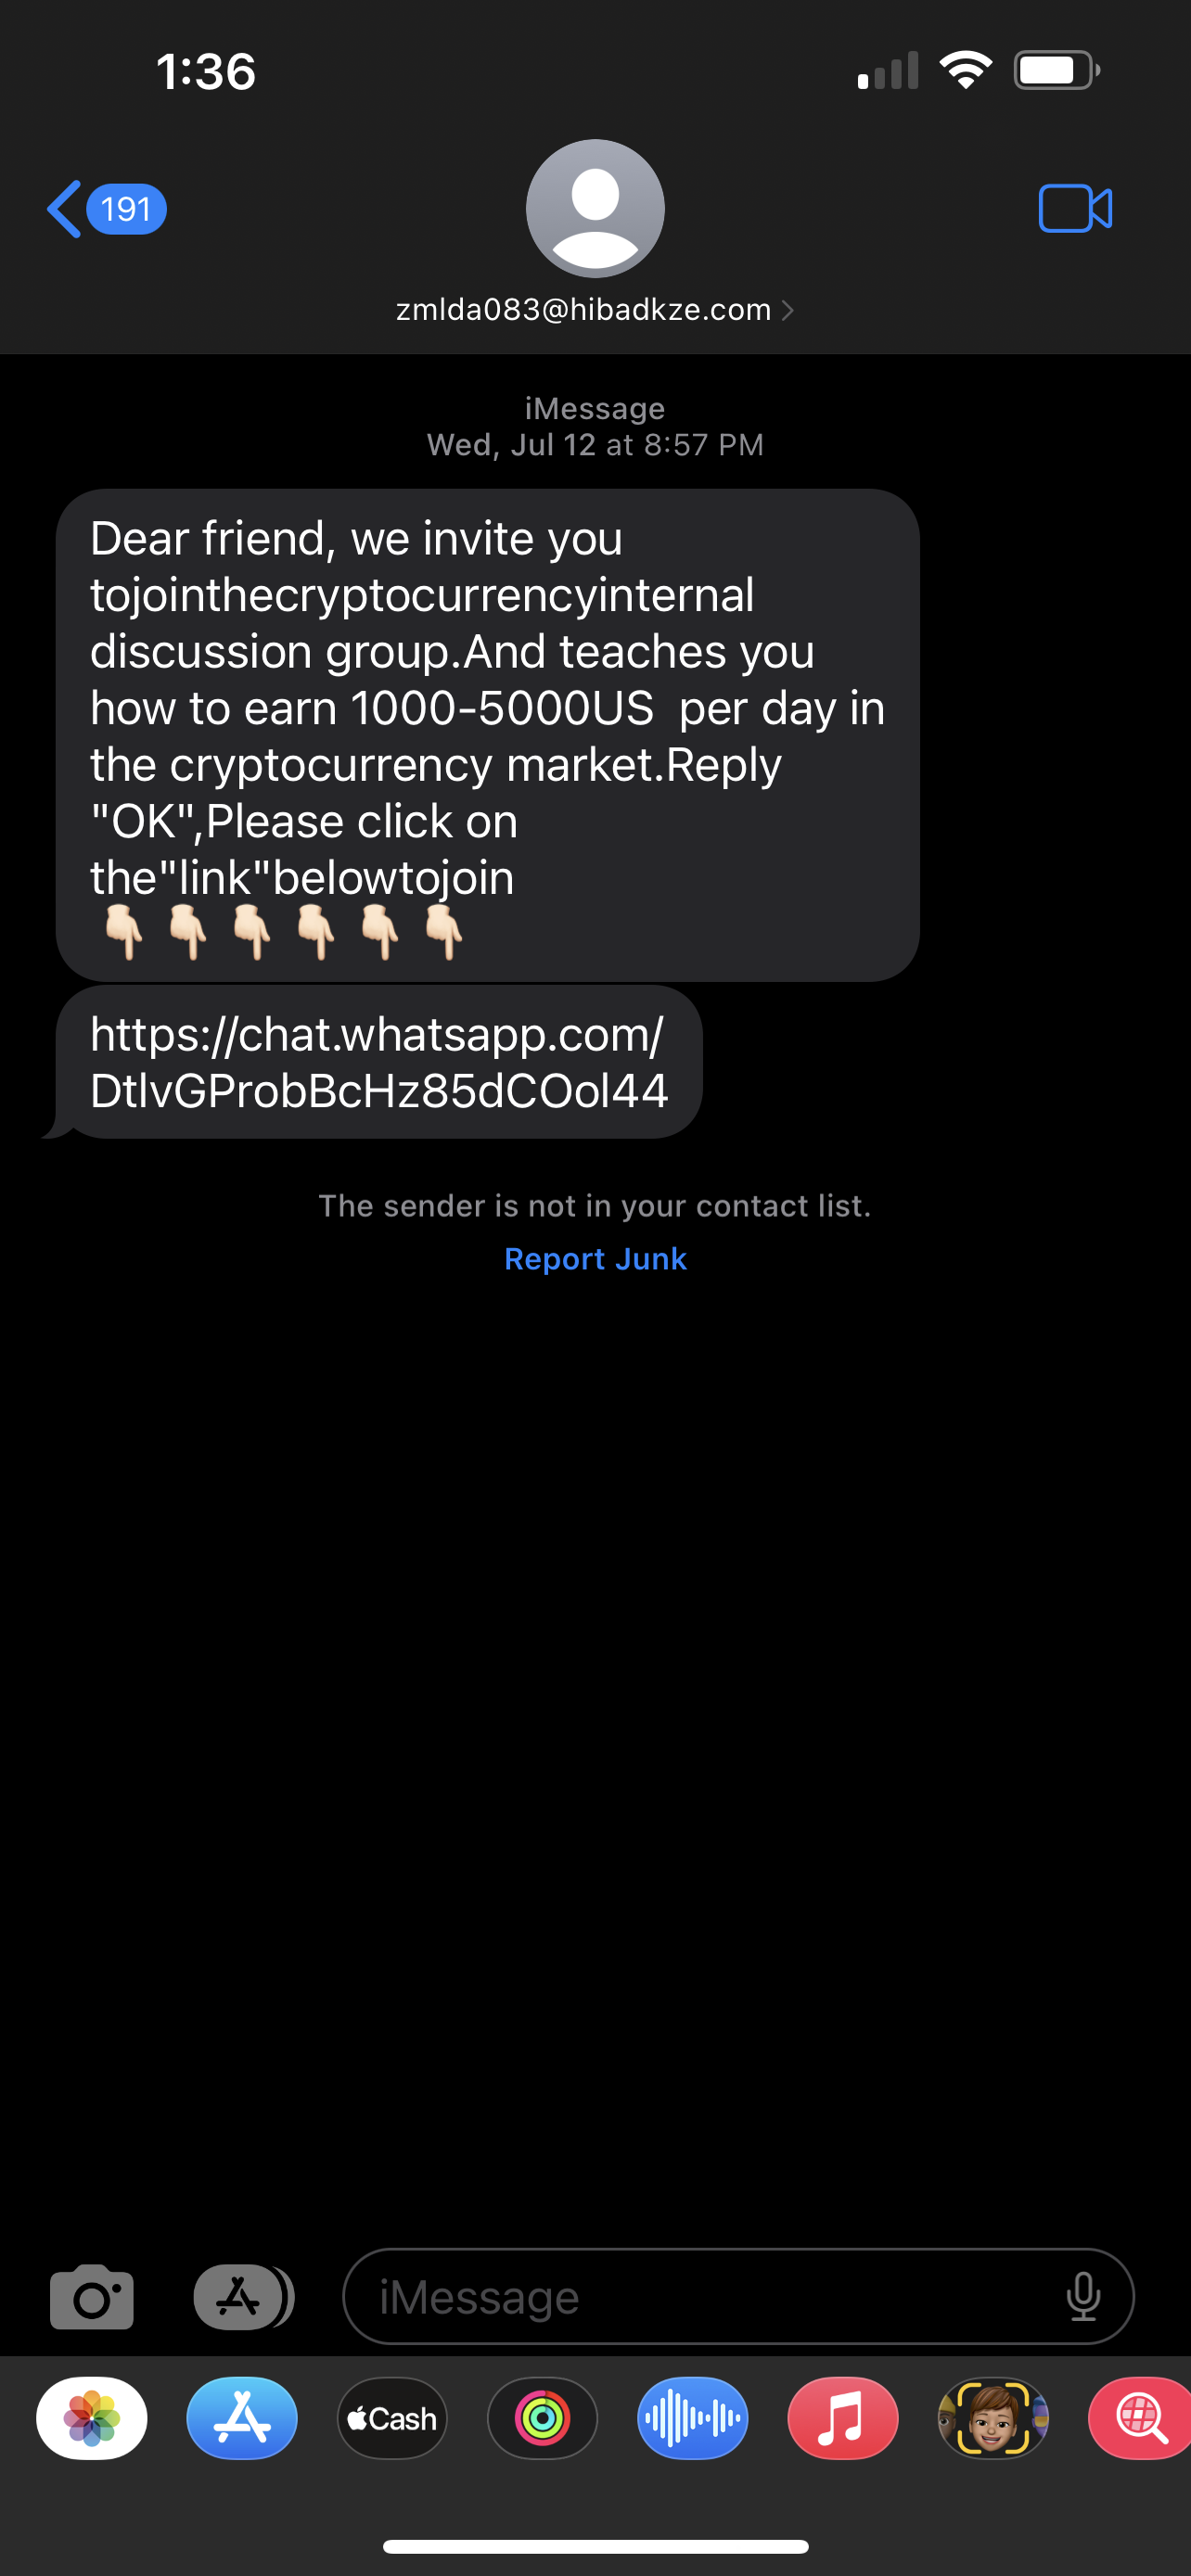 1:36
191
zmlda083@hibadkze.com
iMessage
Wed, Jul 12 at 8:57 PM
Dear friend, we invite you
tojointhecryptocurrencyinternal
discussion group.And teaches you
how to earn 1000-5000US  per day in
the cryptocurrency market.Reply
"OK",Please click on
the"link"belowtojoin
👇🏻👇🏻👇🏻👇🏻👇🏻👇🏻
https://chat.whatsapp.com/
DtlvGProbBcHz85dCOol44
The sender is not in your contact list.
Report Junk
iMessage
Cash